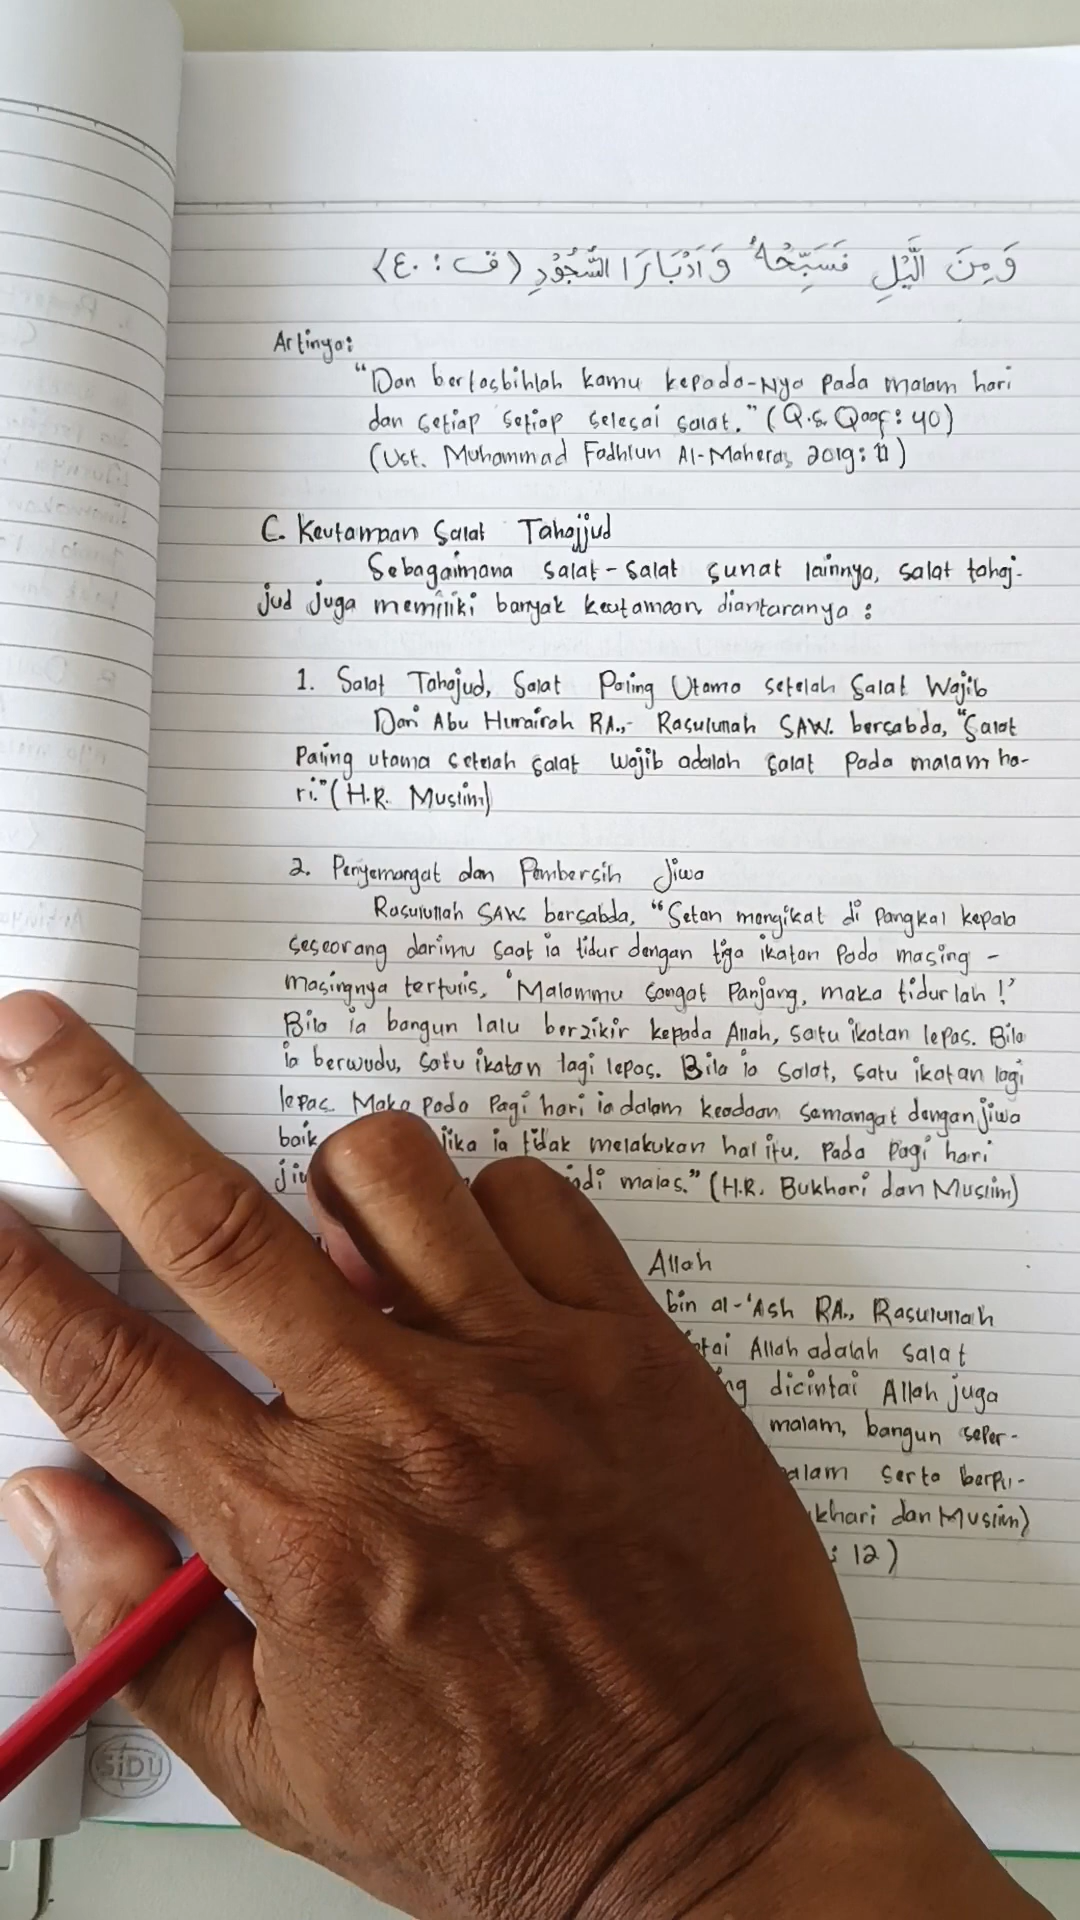 وَمِنَ الَّيْلِ فَسَبِّحْهُ وَاَدْبَارَا السُّجُوْدِ (ق : ٤٠)
Artinya:
"Dan bertasbihlah kamu kepada-Nya pada malam hari
dan setiap setiap selesai salat." (Q.s. Qaaf: 40)
(Ust. Muhammad Fadhlun Al-Maheras, 2019: 11)
C. Keutamaan Salat Tahajjud
Sebagaimana salat-salat sunat lainnya, salat tahaj-
jud juga memiliki banyak keutamaan, diantaranya :
1. Salat Tahajud, Salat Paling Utama setelah Salat Wajib
Dari Abu Hurairah RA.,- Rasulullah SAW. bersabda, "Salat
Paling utama setelah salat wajib adalah salat pada malam ha-
ri." (H.R. Muslim)
2. Penyemangat dan Pembersih Jiwa
Rasulullah SAW. bersabda, "Setan mengikat di pangkal kepala
seseorang darimu saat ia tidur dengan tiga ikatan pada masing -
masingnya tertulis, 'Malammu sangat Panjang, maka tidurlah !'
Bila ia bangun lalu berzikir kepada Allah, satu ikatan lepas. Bila
ia berwudu, satu ikatan lagi lepas. Bila ia salat, satu ikatan lagi
lepas. Maka pada Pagi hari ia dalam keadaan semangat dengan jiwa
baik jika ia tidak melakukan hal itu, pada pagi hari
malas." (H.R. Bukhari dan Muslim)
Allah
bin al-'Ash RA., Rasulullah
Allah adalah salat
dicintai Allah juga
malam, bangun seper-
serta berpu-
dan Muslim)
: 12)
SiDU